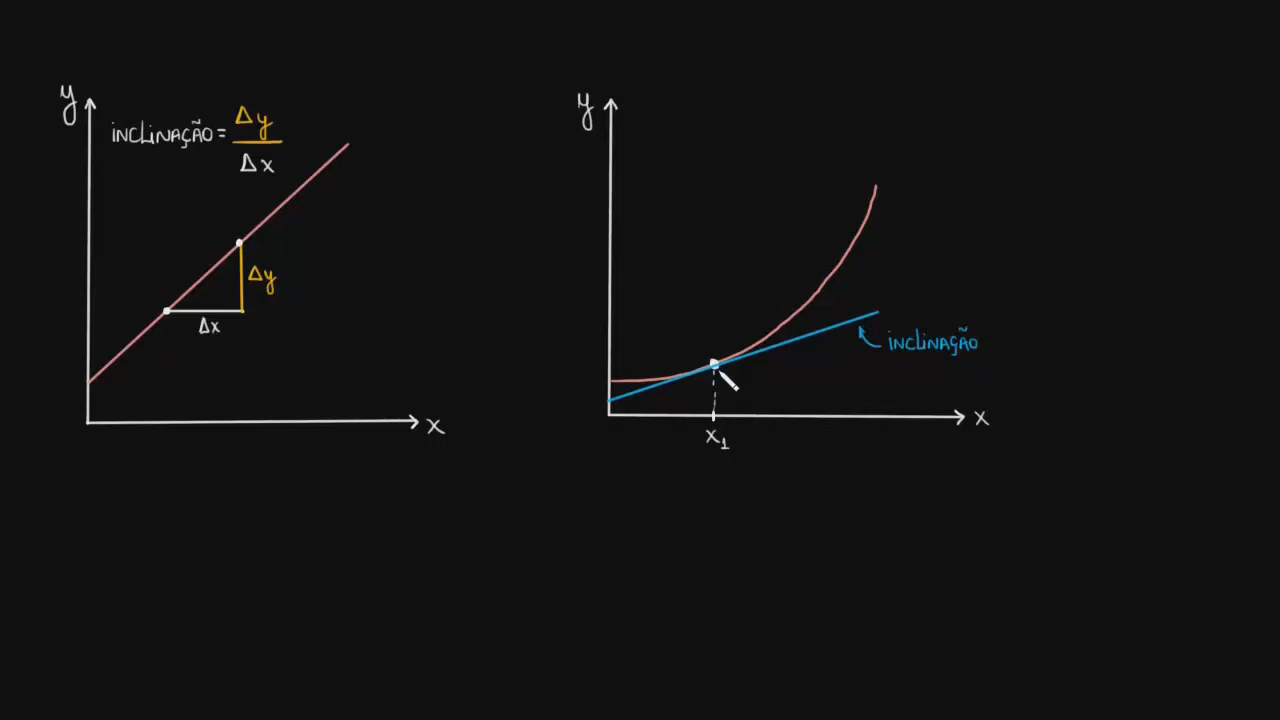 y
inclinação = Δy
Δx
Δy
Δx
x
y
inclinação
x
x₁